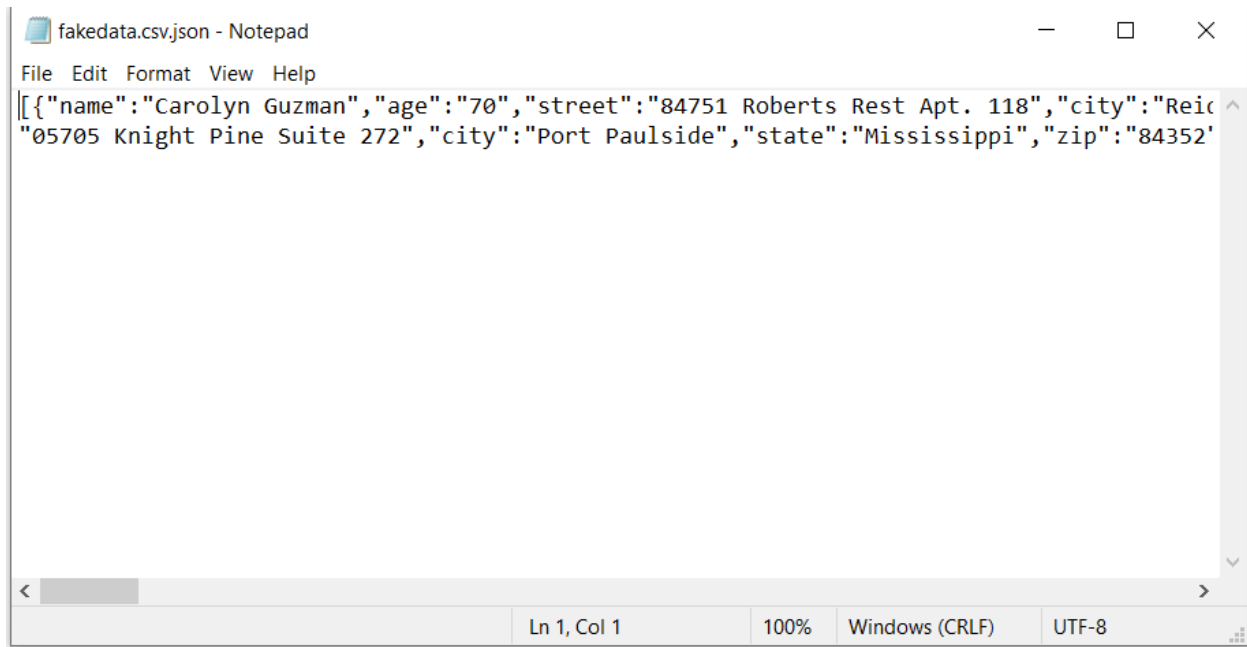 fakedata.csv.json - Notepad
File Edit Format View Help
[{"name":"Carolyn Guzman","age":"70","street":"84751 Roberts Rest Apt. 118","city":"Reid
"05705 Knight Pine Suite 272","city":"Port Paulside","state":"Mississippi","zip":"84352"
Ln 1, Col 1 100% Windows (CRLF) UTF-8